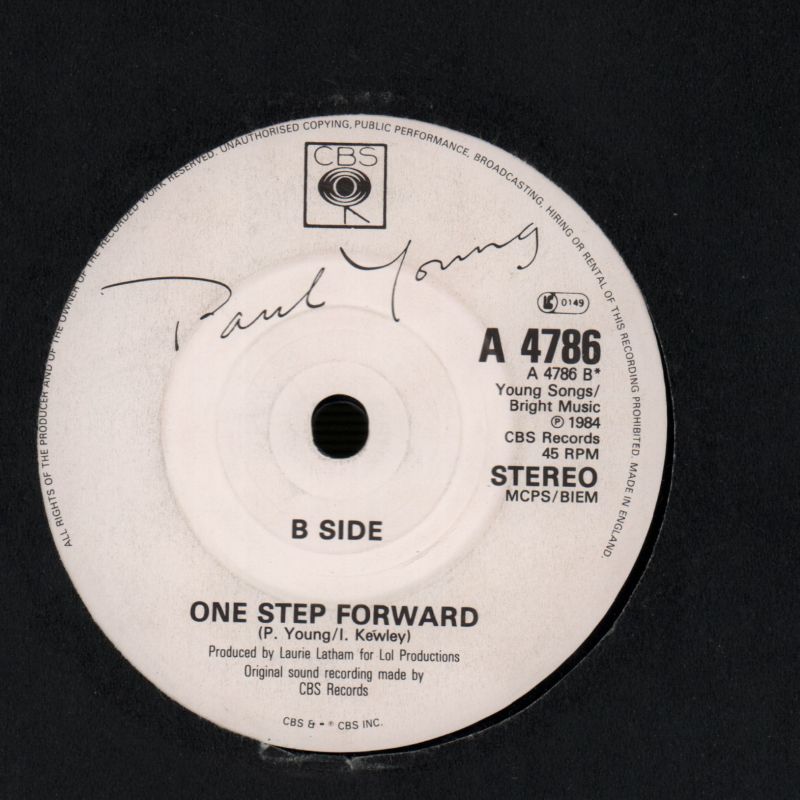 ALL RIGHTS OF THE PRODUCER AND OF THE OWNER OF THE RECORDED WORK RESERVED. UNAUTHORISED COPYING, PUBLIC PERFORMANCE, BROADCASTING, HIRING OR RENTAL OF THIS RECORDING PROHIBITED. MADE IN ENGLAND.
CBS
Paul Young
0149
A 4786
A 4786 B*
Young Songs/
Bright Music
℗ 1984
CBS Records
45 RPM
STEREO
MCPS/BIEM
B SIDE
ONE STEP FORWARD
(P. Young/I. Kewley)
Produced by Laurie Latham for Lol Productions
Original sound recording made by
CBS Records
CBS & ® CBS INC.